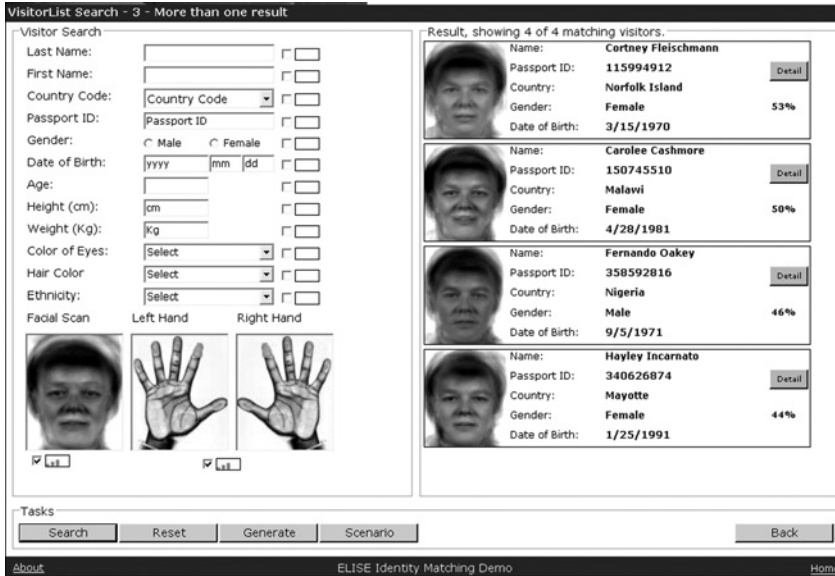 VisitorList Search - 3 - More than one result
Visitor Search
Last Name:
First Name:
Country Code: Country Code
Passport ID: Passport ID
Gender: Male Female
Date of Birth: yyyy mm dd
Age:
Height (cm): cm
Weight (Kg): Kg
Color of Eyes: Select
Hair Color Select
Ethnicity: Select
Facial Scan Left Hand Right Hand
Result, showing 4 of 4 matching visitors.
Name: Cortney Fleischmann
Passport ID: 115994912 Detail
Country: Norfolk Island
Gender: Female 53%
Date of Birth: 3/15/1970
Name: Carolee Cashmore
Passport ID: 150745510 Detail
Country: Malawi
Gender: Female 50%
Date of Birth: 4/28/1981
Name: Fernando Oakey
Passport ID: 358592816 Detail
Country: Nigeria
Gender: Male 46%
Date of Birth: 9/5/1971
Name: Hayley Incarnato
Passport ID: 340626874 Detail
Country: Mayotte
Gender: Female 44%
Date of Birth: 1/25/1991
Tasks
Search Reset Generate Scenario Back
About ELISE Identity Matching Demo Hom